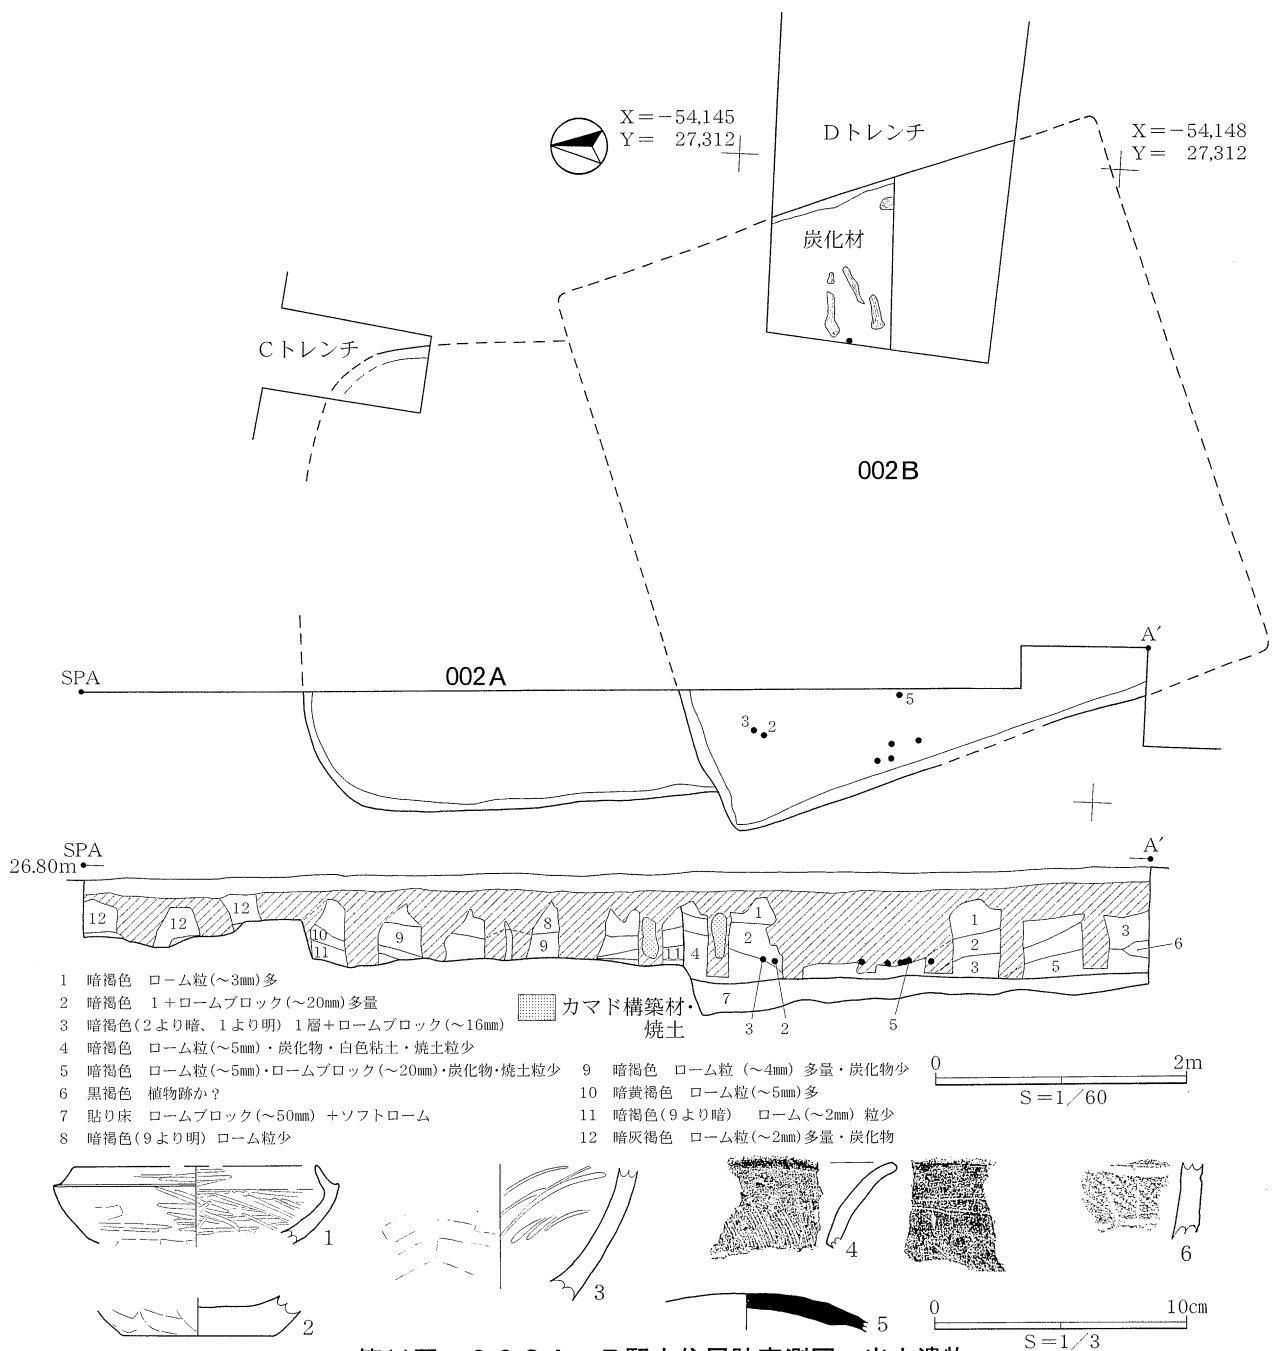 X＝－54,145
Y＝　27,312
Dトレンチ
X＝－54,148
Y＝　27,312
炭化材
Cトレンチ
002B
SPA
002A
A′
5
3
2
SPA
A′
26.80m
12
12
12
10
11
9
8
9
11
4
1
2
7
1
2
3
5
3
6
3
2
5
カマド構築材・
焼土
1　暗褐色　ローム粒(～3㎜)多
2　暗褐色　1＋ロームブロック(～20㎜)多量
3　暗褐色(2より暗、1より明)　1層＋ロームブロック(～16㎜)
4　暗褐色　ローム粒(～5㎜)・炭化物・白色粘土・焼土粒少
5　暗褐色　ローム粒(～5㎜)・ロームブロック(～20㎜)・炭化物・焼土粒少
6　黒褐色　植物跡か？
7　貼り床　ロームブロック(～50㎜)＋ソフトローム
8　暗褐色(9より明)　ローム粒少
9　暗褐色　ローム粒（～4㎜）多量・炭化物少
10　暗黄褐色　ローム粒(～5㎜)多
11　暗褐色(9より暗)　ローム(～2㎜)粒少
12　暗灰褐色　ローム粒(～2㎜)多量・炭化物
0　2m
S＝1／60
1
2
3
4
5
6
0　10㎝
S＝1／3